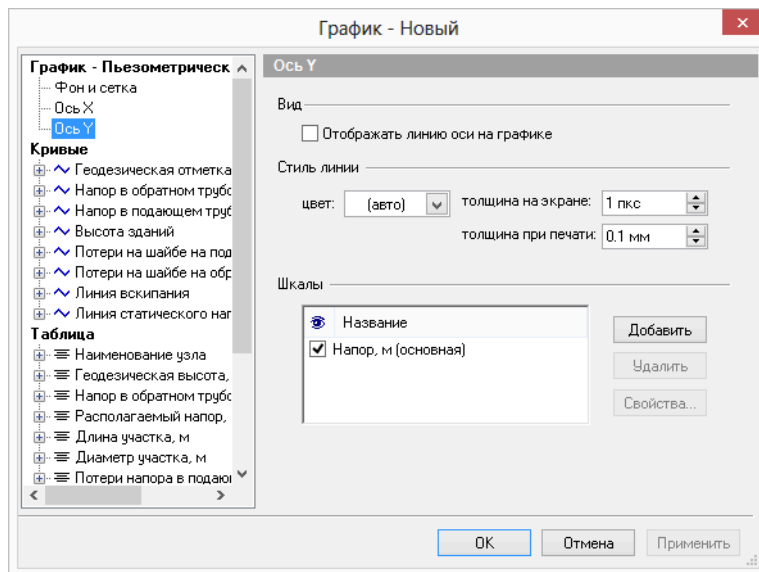 График - Новый
График - Пьезометрическ
Фон и сетка
Ось X
Ось Y
Кривые
Геодезическая отметка
Напор в обратном трубо
Напор в подающем труб
Высота зданий
Потери на шайбе на под
Потери на шайбе на обр
Линия вскипания
Линия статического нап
Таблица
Наименование узла
Геодезическая высота,
Напор в обратном трубо
Располагаемый напор,
Длина участка, м
Диаметр участка, м
Потери напора в подаю
Ось Y
Вид
Отображать линию оси на графике
Стиль линии
цвет: (авто) толщина на экране: 1 пкс
толщина при печати: 0.1 мм
Шкалы
Название
Напор, м (основная)
Добавить
Удалить
Свойства...
OK Отмена Применить